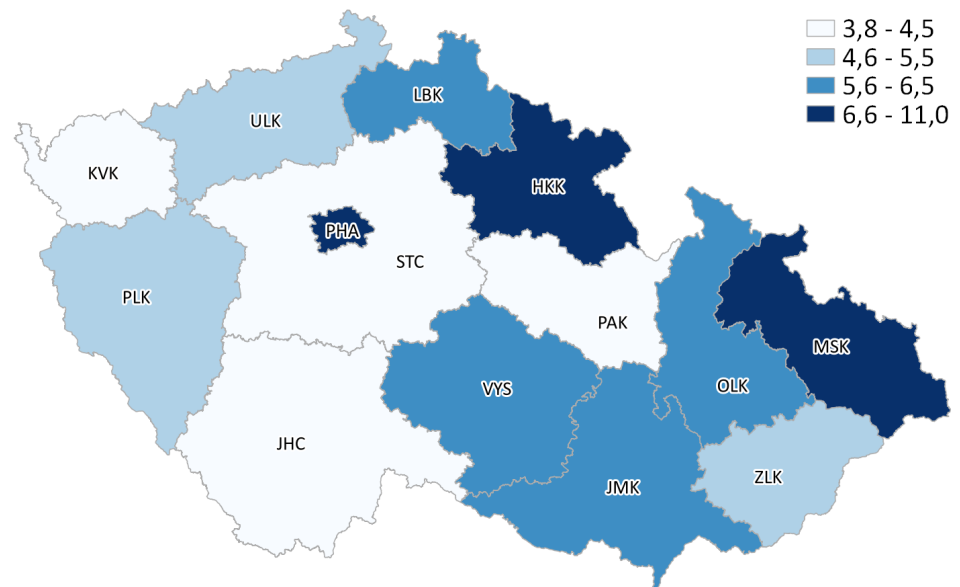 3,8 - 4,5
4,6 - 5,5
5,6 - 6,5
6,6 - 11,0
LBK
ULK
KVK
HKK
PHA
STC
PLK
PAK
MSK
VYS
OLK
JHC
ZLK
JMK